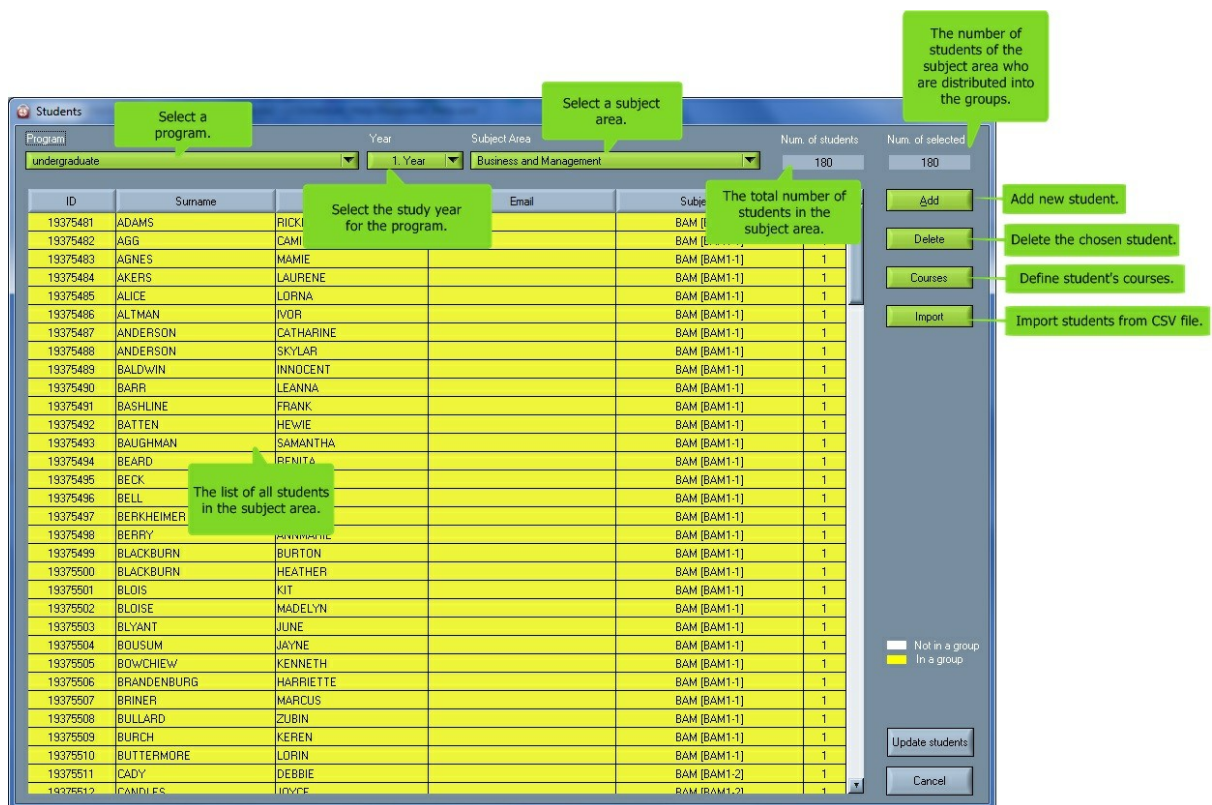 The number of
students of the
subject area who
are distributed into
the groups.
Students
Select a
program.
Select a subject
area.
Program
Year
Subject Area
Num. of students
Num. of selected
undergraduate
1. Year
Business and Management
180
180
Select the study year
for the program.
The total number of
students in the
subject area.
ID Surname Email
Add
Add new student.
Delete
Delete the chosen student.
Courses
Define student's courses.
Import
Import students from CSV file.
19375481 ADAMS BAM 1
19375482 AGG BAM 1
19375483 AGNES MAMIE BAM [BAM1-1] 1
19375484 AKERS LAURENE BAM [BAM1-1] 1
19375485 ALICE LORNA BAM [BAM1-1] 1
19375486 ALTMAN IVOR BAM [BAM1-1] 1
19375487 ANDERSON CATHARINE BAM [BAM1-1] 1
19375488 ANDERSON SKYLAR BAM [BAM1-1] 1
19375489 BALDWIN INNOCENT BAM [BAM1-1] 1
19375490 BARR LEANNA BAM [BAM1-1] 1
19375491 BASHLINE FRANK BAM [BAM1-1] 1
19375492 BATTEN HEWIE BAM [BAM1-1] 1
19375493 BAUGHMAN SAMANTHA BAM [BAM1-1] 1
19375494 BEARD RENITA BAM [BAM1-1] 1
19375495 BECK BAM [BAM1-1] 1
19375496 BELL BAM [BAM1-1] 1
19375497 BERKHEIMER BAM [BAM1-1] 1
19375498 BERRY ANNMARIE BAM [BAM1-1] 1
The list of all students
in the subject area.
19375499 BLACKBURN BURTON BAM [BAM1-1] 1
19375500 BLACKBURN HEATHER BAM [BAM1-1] 1
19375501 BLOIS KIT BAM [BAM1-1] 1
19375502 BLOISE MADELYN BAM [BAM1-1] 1
19375503 BLYANT JUNE BAM [BAM1-1] 1
19375504 BOUSUM JAYNE BAM [BAM1-1] 1
19375505 BOWCHIEW KENNETH BAM [BAM1-1] 1
19375506 BRANDENBURG HARRIETTE BAM [BAM1-1] 1
19375507 BRINER MARCUS BAM [BAM1-1] 1
19375508 BULLARD ZUBIN BAM [BAM1-1] 1
19375509 BURCH KEREN BAM [BAM1-1] 1
19375510 BUTTERMORE LORIN BAM [BAM1-1] 1
19375511 CADY DEBBIE BAM [BAM1-2] 1
19375512 CANDLES JOYCE BAM [BAM1-2] 1
Not in a group
In a group
Update students
Cancel